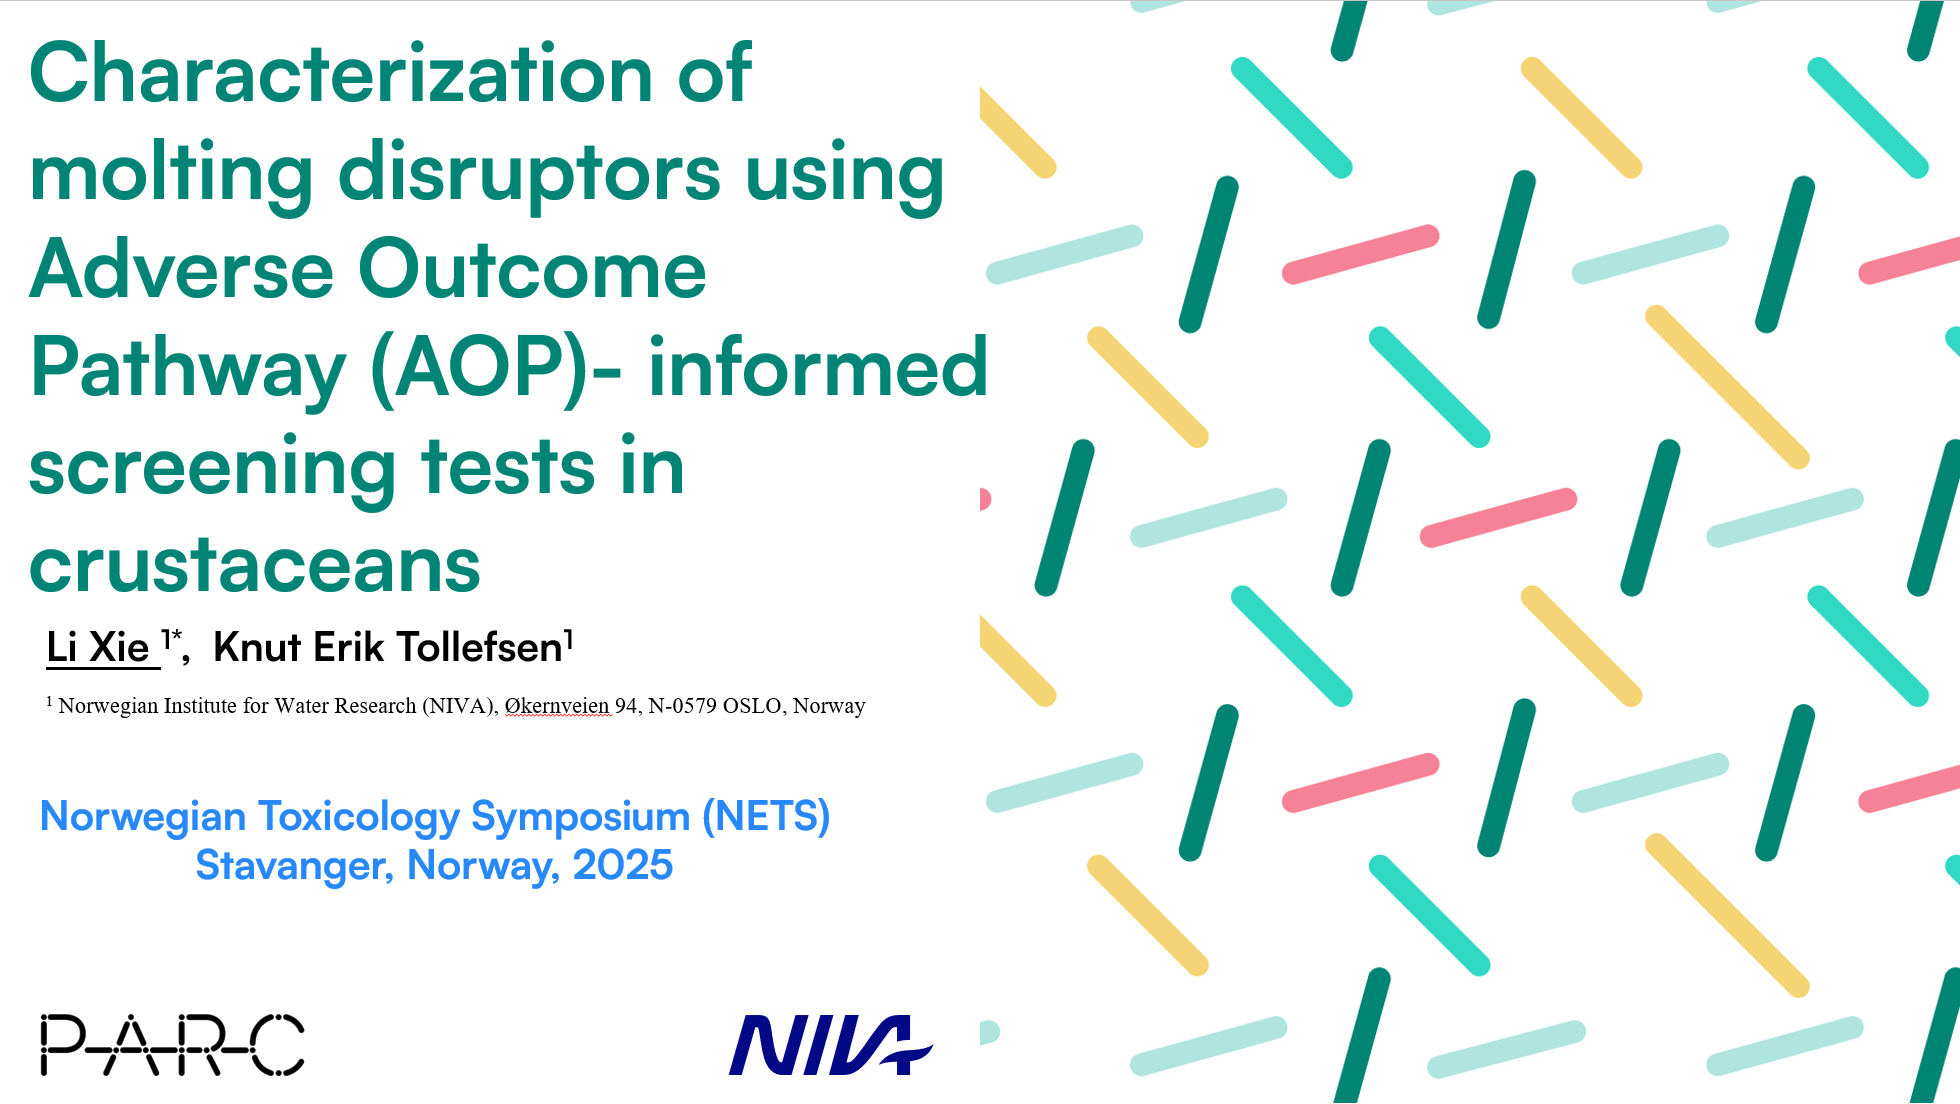 Characterization of
molting disruptors using
Adverse Outcome
Pathway (AOP)- informed
screening tests in
crustaceans
Li Xie ¹*, Knut Erik Tollefsen¹
¹ Norwegian Institute for Water Research (NIVA), Økernveien 94, N-0579 OSLO, Norway
Norwegian Toxicology Symposium (NETS)
Stavanger, Norway, 2025
PARC
NIVA